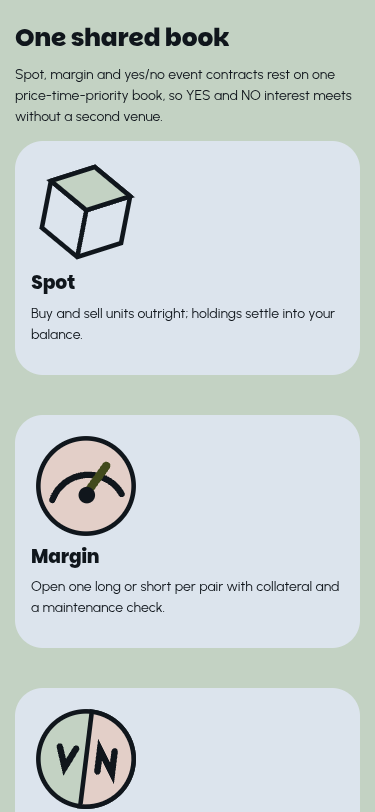 One shared book
Spot, margin and yes/no event contracts rest on one
price-time-priority book, so YES and NO interest meets
without a second venue.
Spot
Buy and sell units outright; holdings settle into your
balance.
Margin
Open one long or short per pair with collateral and
a maintenance check.
V N